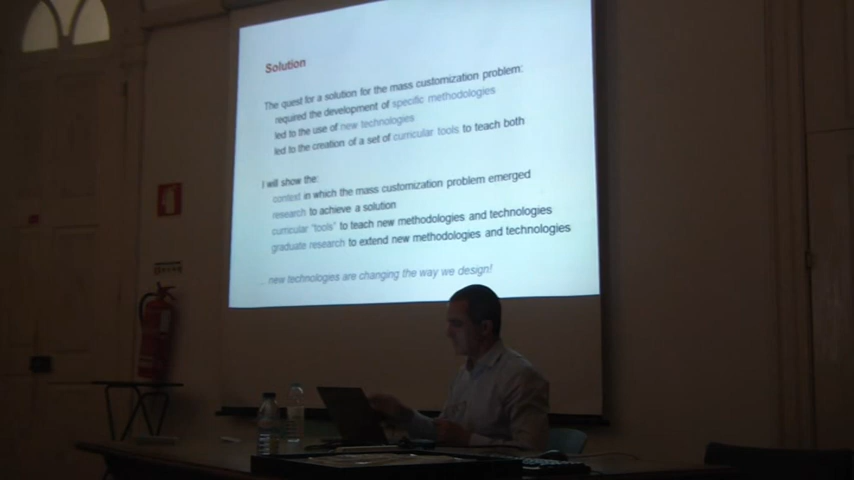 Solution
The quest for a solution for the mass customization problem:
required the development of specific methodologies
led to the use of new technologies
led to the creation of a set of curricular tools to teach both
I will show the:
context in which the mass customization problem emerged
research to achieve a solution
curricular "tools" to teach new methodologies and technologies
graduate research to extend new methodologies and technologies
... new technologies are changing the way we design!